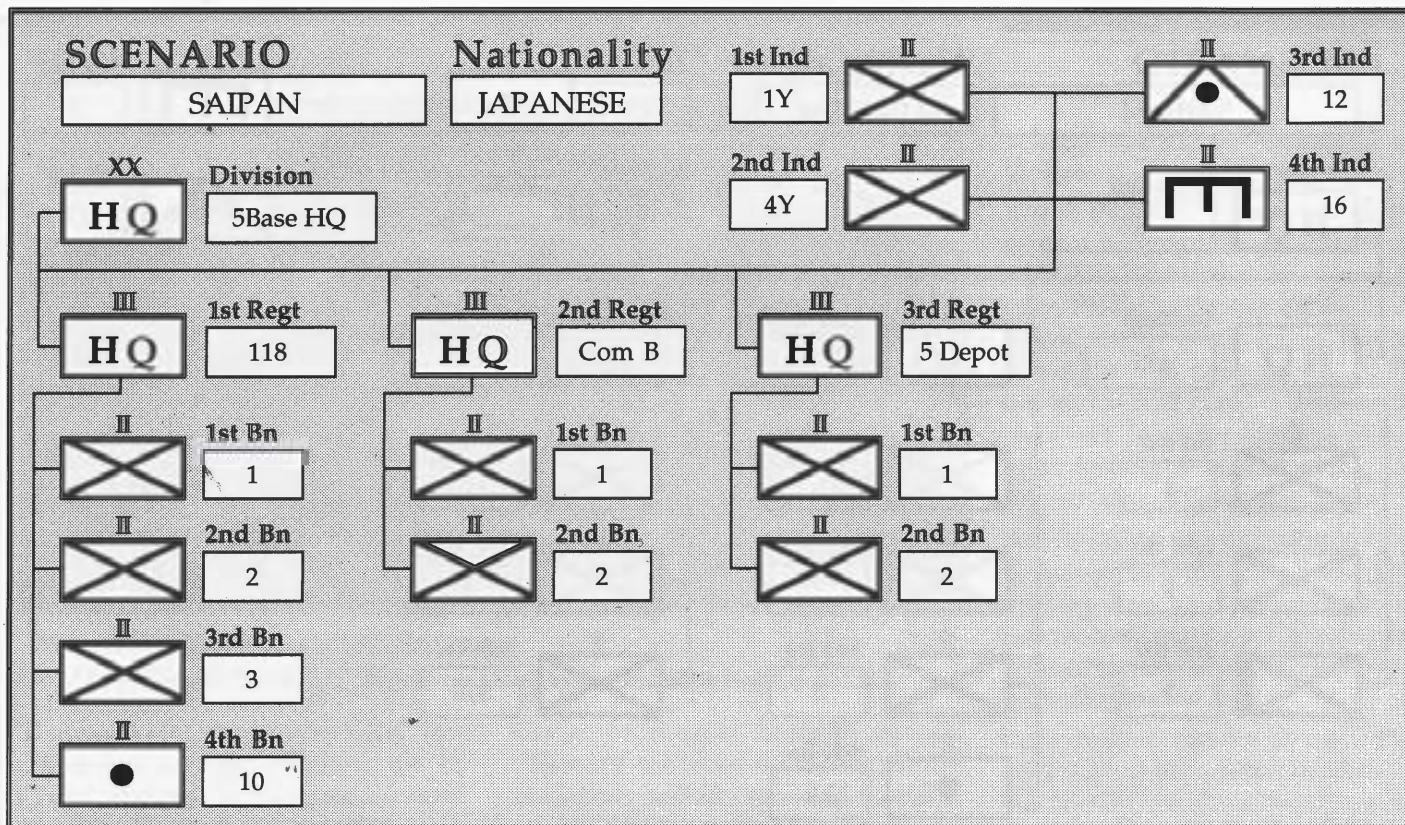 SCENARIO
SAIPAN
Nationality
JAPANESE
1st Ind
1Y
II
II
3rd Ind
12
2nd Ind
4Y
II
II
4th Ind
16
XX
HQ
Division
5Base HQ
III
HQ
1st Regt
118
III
HQ
2nd Regt
Com B
III
HQ
3rd Regt
5 Depot
II
1st Bn
1
II
1st Bn
1
II
1st Bn
1
II
2nd Bn
2
II
2nd Bn
2
II
2nd Bn
2
II
3rd Bn
3
II
4th Bn
10